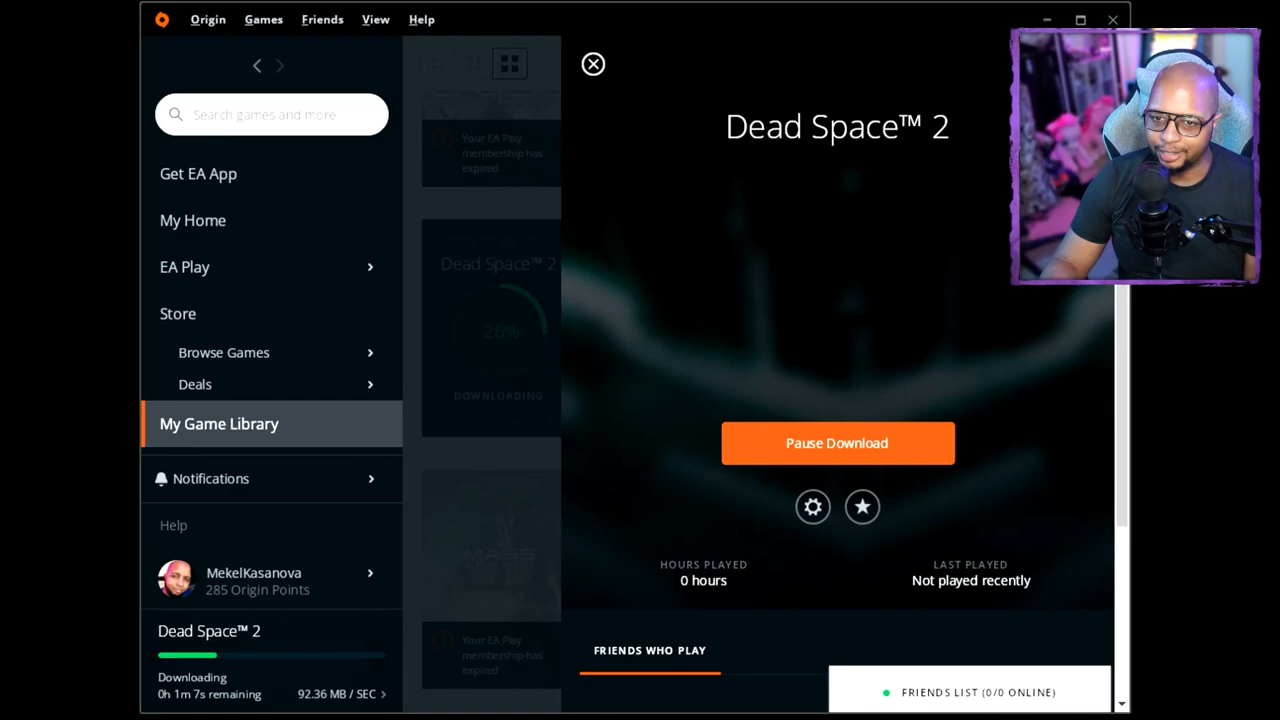 Origin Games Friends View Help
Search games and more
Get EA App
My Home
EA Play
Store
Browse Games
Deals
My Game Library
Notifications
Help
MekelKasanova
285 Origin Points
Dead Space™ 2
Downloading
0h 1m 7s remaining 92.36 MB / SEC
Your EA Play
membership has
expired
Dead Space™ 2
26%
DOWNLOADING
MASS
Your EA Play
membership has
expired
Dead Space™ 2
Pause Download
HOURS PLAYED
0 hours
LAST PLAYED
Not played recently
FRIENDS WHO PLAY
FRIENDS LIST (0/0 ONLINE)